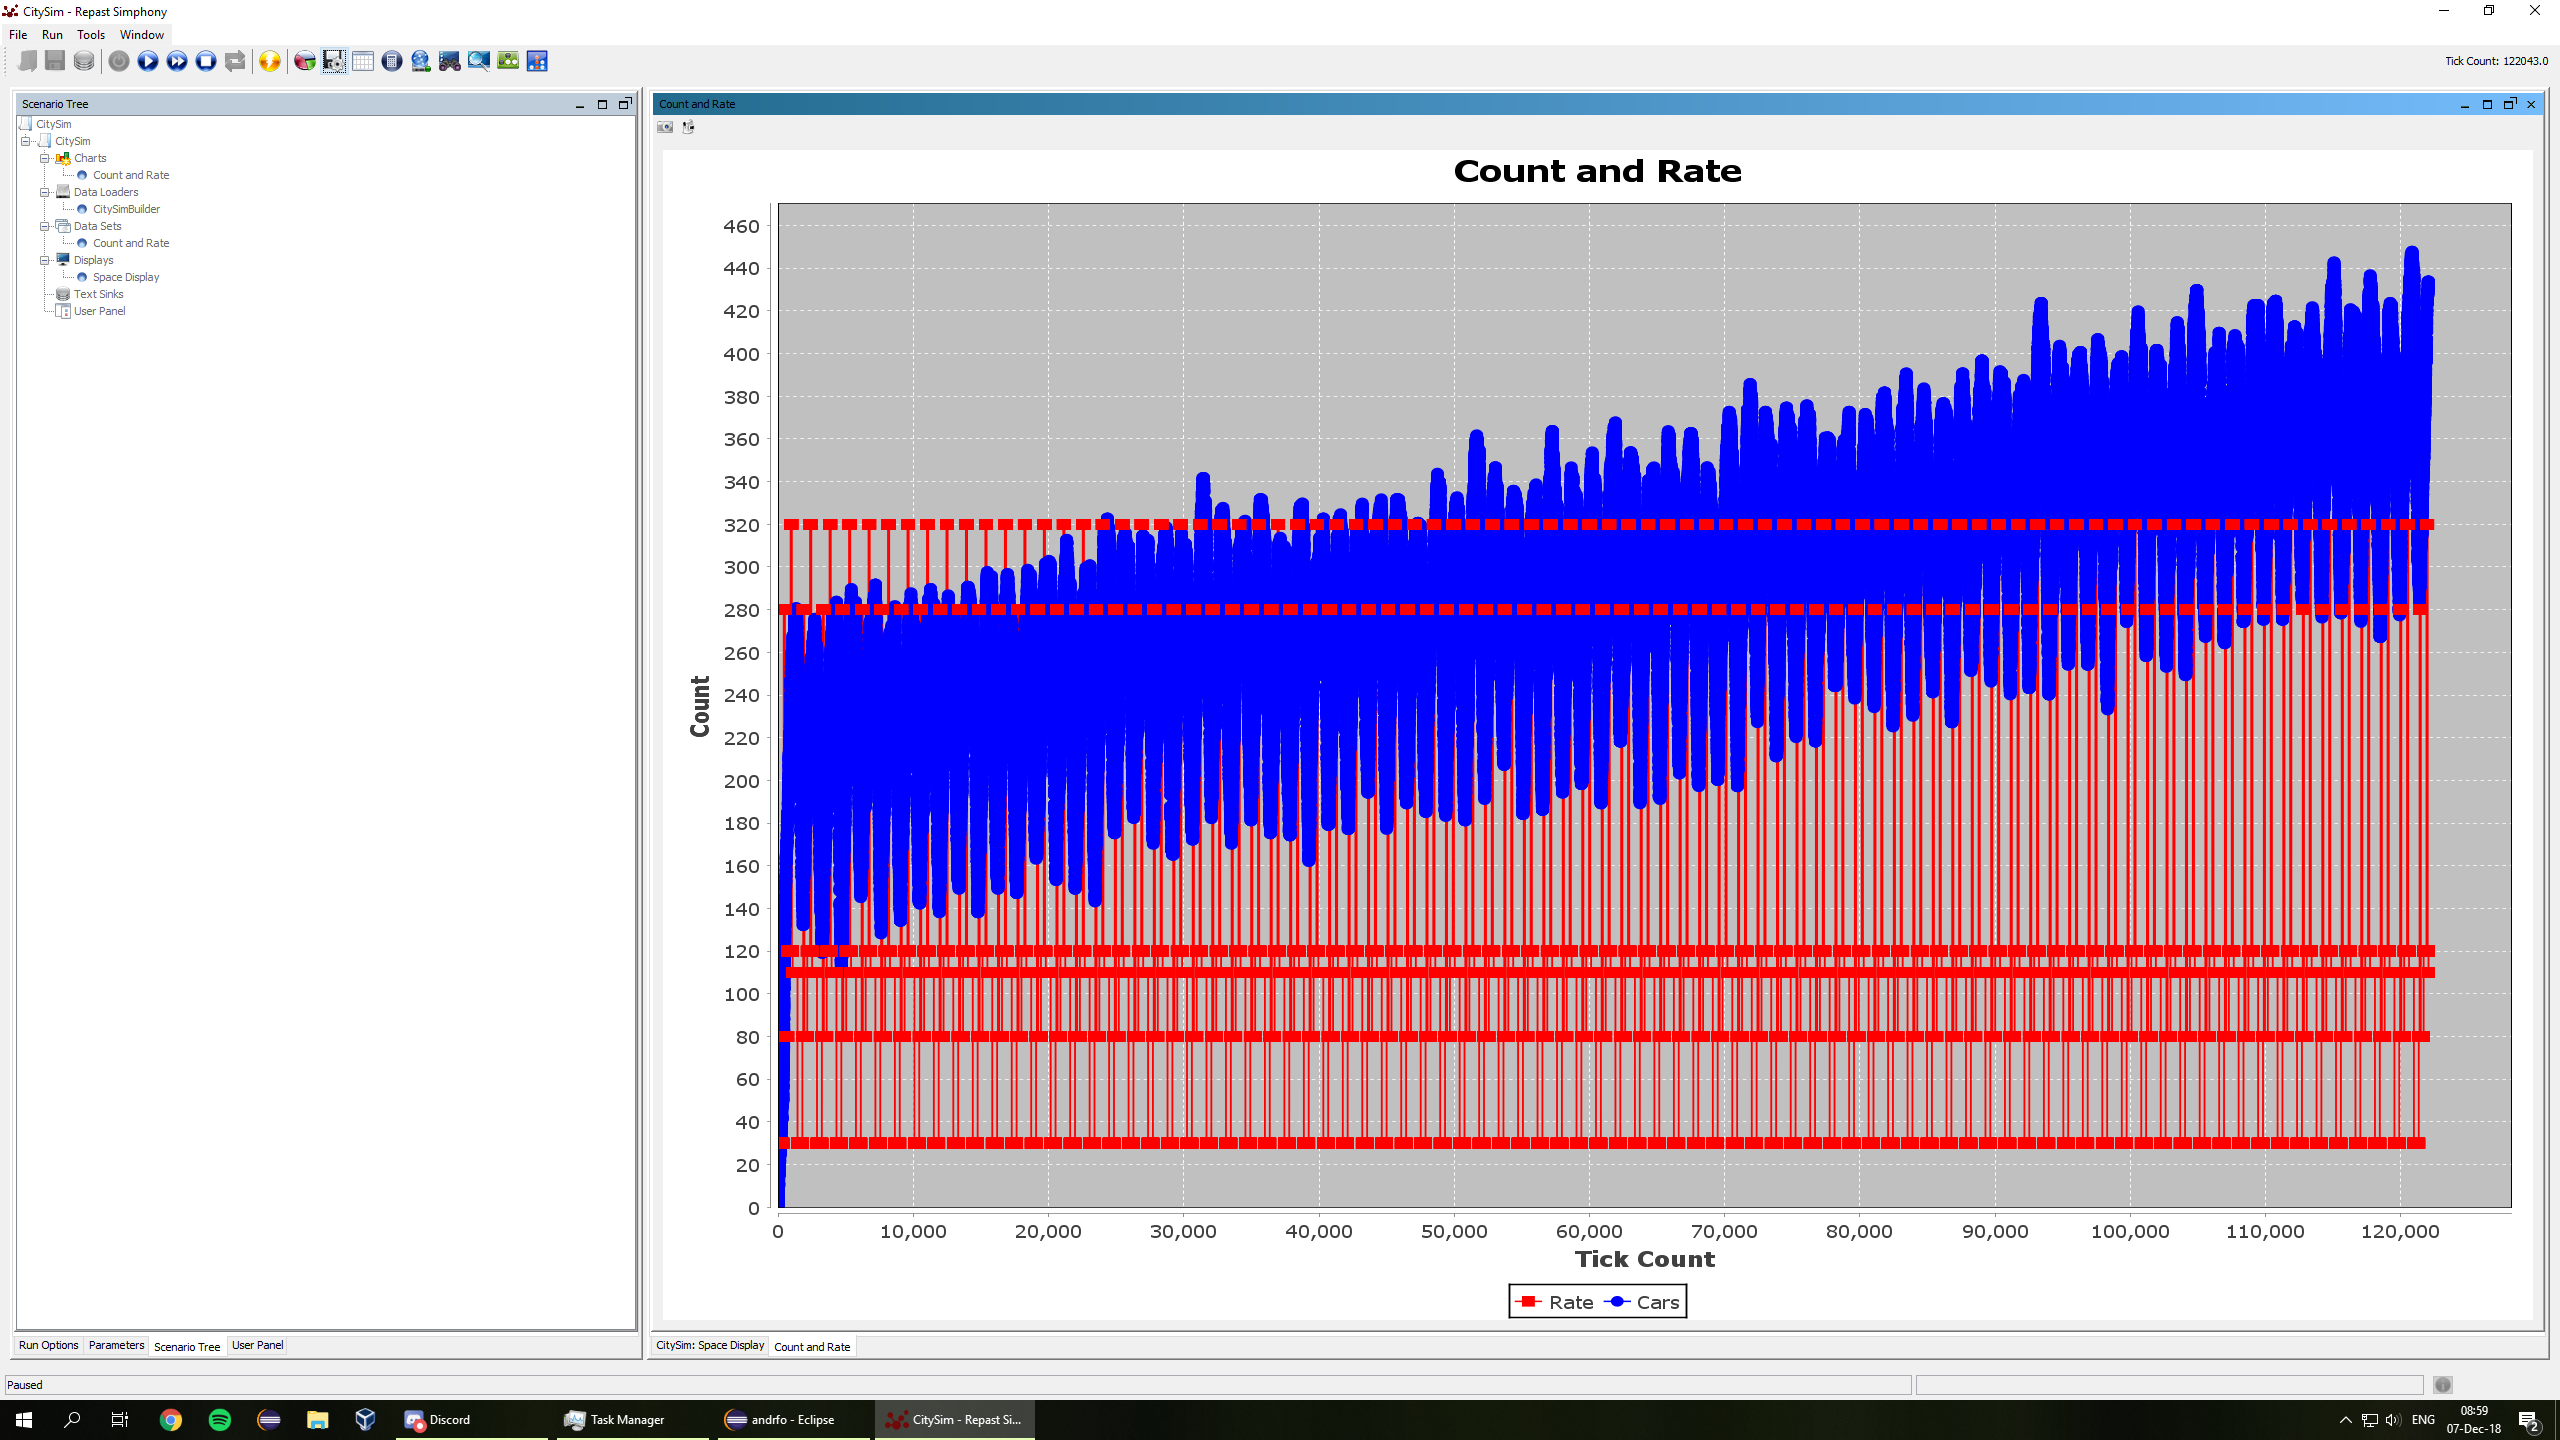 CitySim - Repast Simphony
File Run Tools Window
Tick Count: 122043.0
Scenario Tree
CitySim
CitySim
Charts
Count and Rate
Data Loaders
CitySimBuilder
Data Sets
Count and Rate
Displays
Space Display
Text Sinks
User Panel
Run Options Parameters Scenario Tree User Panel
Count and Rate
Count and Rate
460
440
420
400
380
360
340
320
300
280
260
240
220
200
180
160
140
120
100
80
60
40
20
0
Count
0 10,000 20,000 30,000 40,000 50,000 60,000 70,000 80,000 90,000 100,000 110,000 120,000
Tick Count
Rate Cars
CitySim: Space Display Count and Rate
Paused
Discord Task Manager andrfo - Eclipse CitySim - Repast Si...
ENG
08:59
07-Dec-18
2